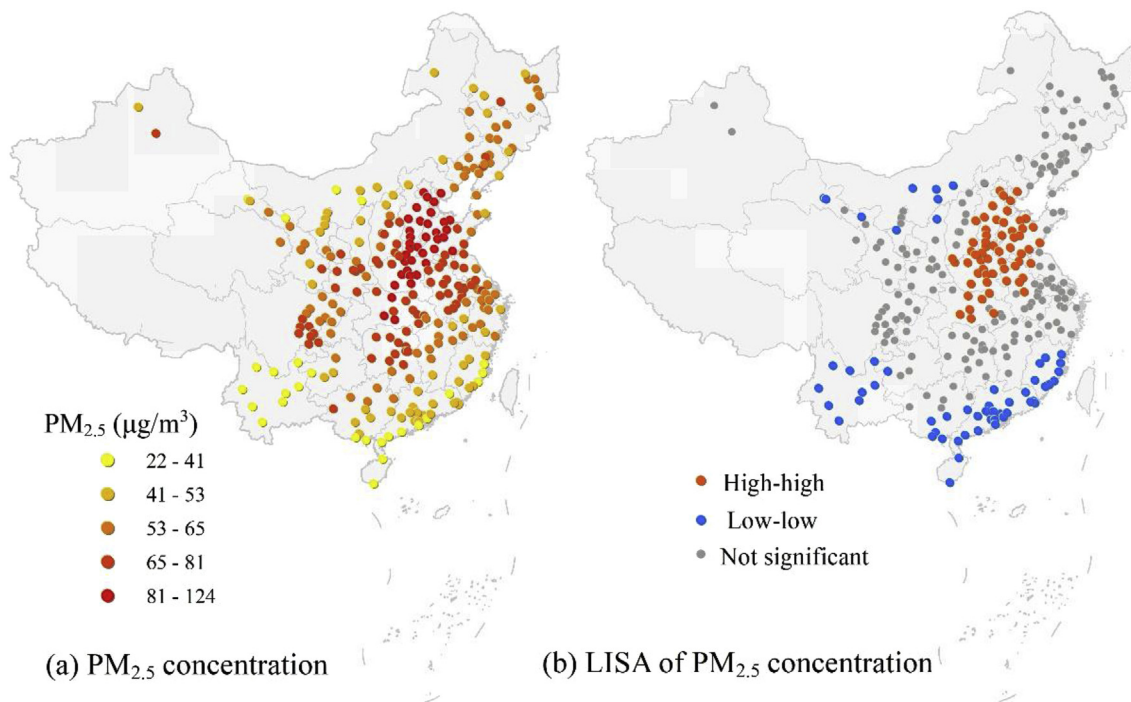 PM2.5 (µg/m³)
22 - 41
41 - 53
53 - 65
65 - 81
81 - 124
(a) PM2.5 concentration
High-high
Low-low
Not significant
(b) LISA of PM2.5 concentration